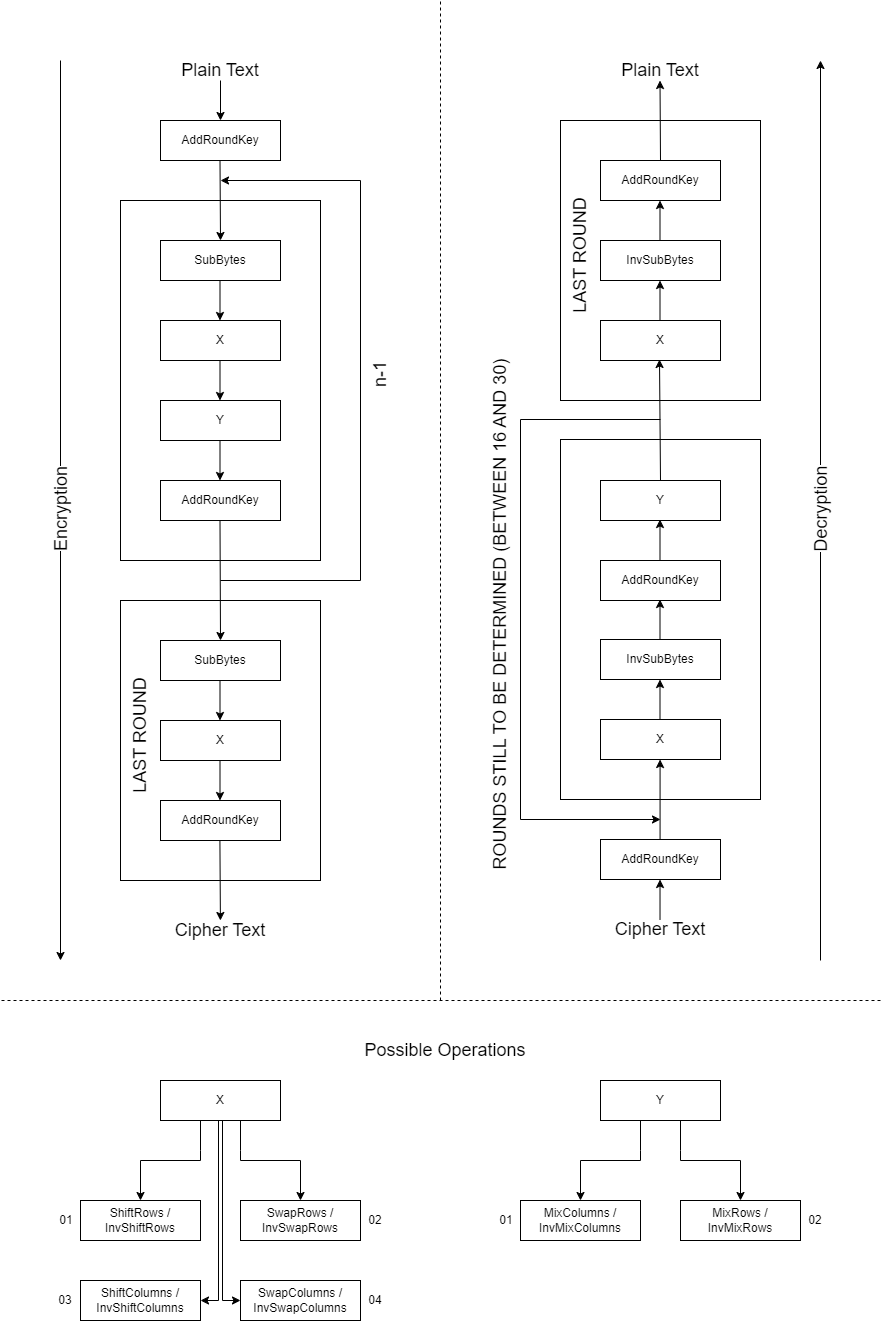 Plain Text
AddRoundKey
SubBytes
X
Y
AddRoundKey
n-1
Encryption
LAST ROUND
SubBytes
X
AddRoundKey
Cipher Text
Plain Text
LAST ROUND
AddRoundKey
InvSubBytes
X
ROUNDS STILL TO BE DETERMINED (BETWEEN 16 AND 30)
Y
AddRoundKey
InvSubBytes
X
AddRoundKey
Cipher Text
Decryption
Possible Operations
X
01
ShiftRows /
InvShiftRows
SwapRows /
InvSwapRows
02
03
ShiftColumns /
InvShiftColumns
SwapColumns /
InvSwapColumns
04
Y
01
MixColumns /
InvMixColumns
MixRows /
InvMixRows
02